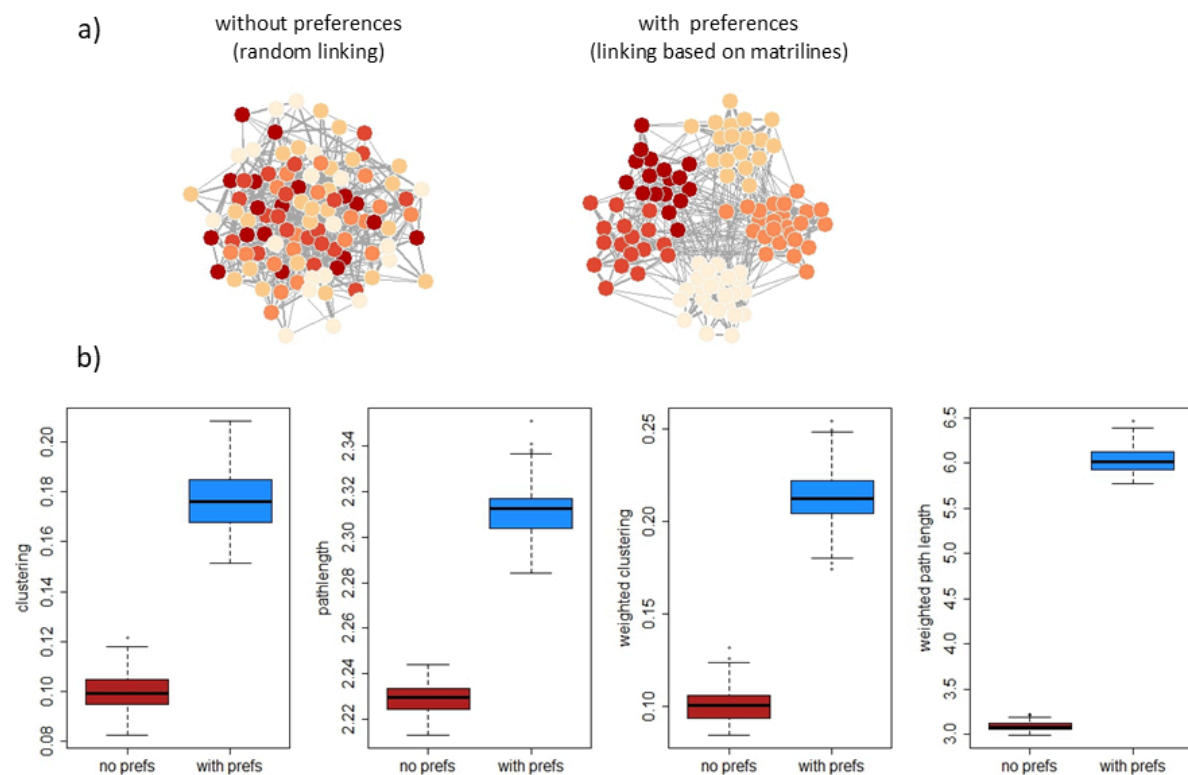 a)
without preferences
(random linking)
with preferences
(linking based on matrilines)
b)
clustering
0.08
0.10
0.12
0.14
0.16
0.18
0.20
no prefs
with prefs
pathlength
2.22
2.24
2.26
2.28
2.30
2.32
2.34
no prefs
with prefs
weighted clustering
0.10
0.15
0.20
0.25
no prefs
with prefs
weighted path length
3.0
3.5
4.0
4.5
5.0
5.5
6.0
6.5
no prefs
with prefs